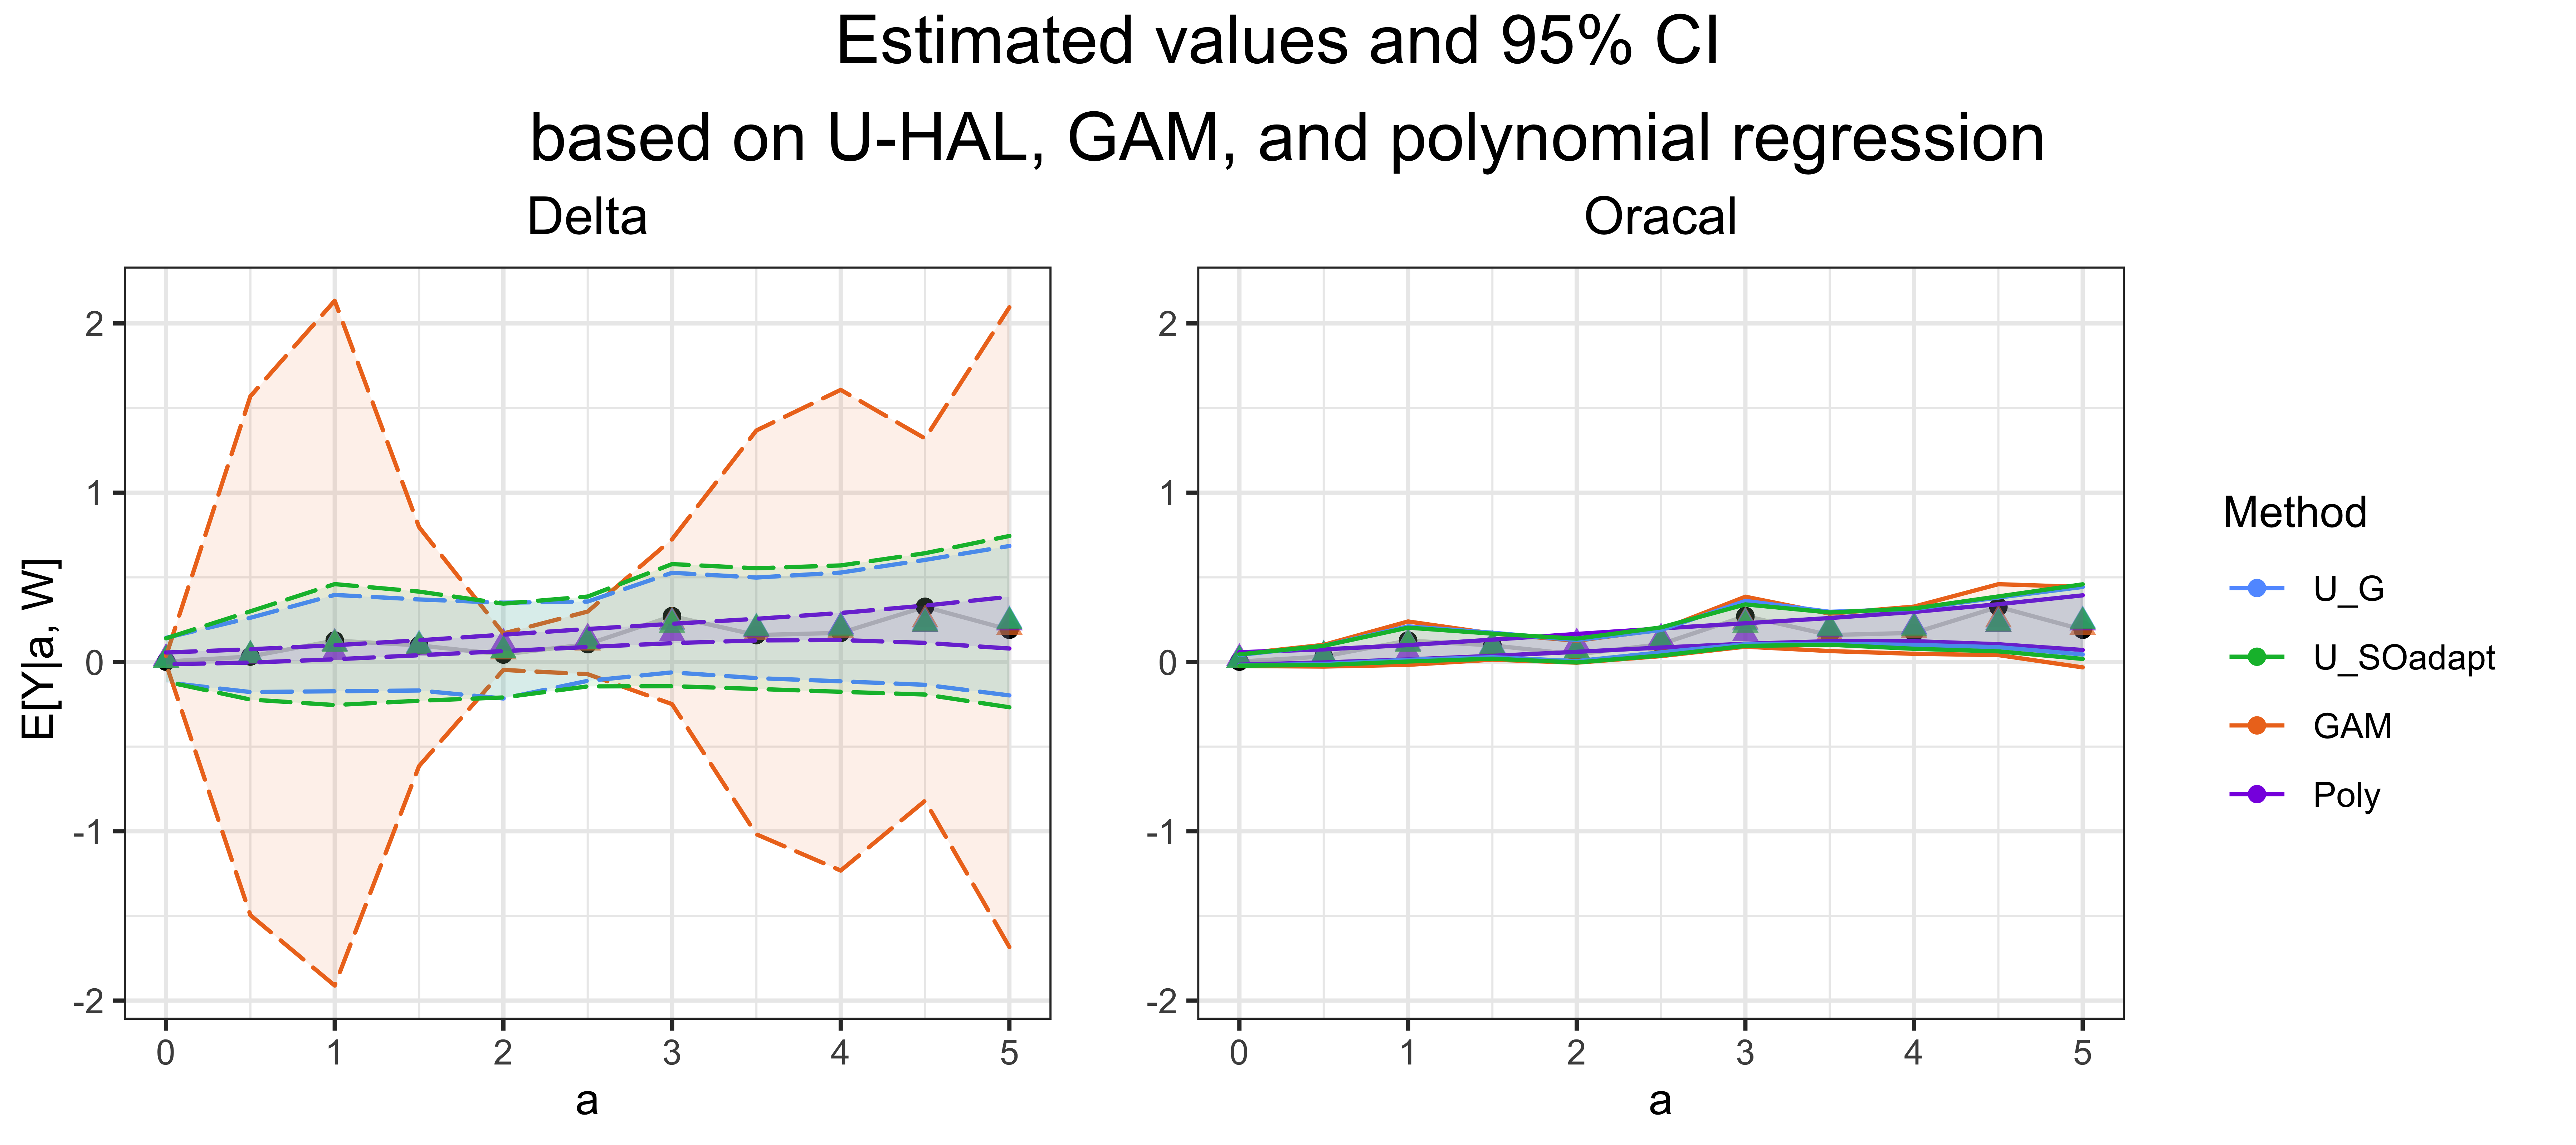 Estimated values and 95% CI
based on U-HAL, GAM, and polynomial regression
Delta
Oracal
E[Y|a, W]
2
1
0
-1
-2
0 1 2 3 4 5
a
2
1
0
-1
-2
0 1 2 3 4 5
a
Method
U_G
U_SOadapt
GAM
Poly